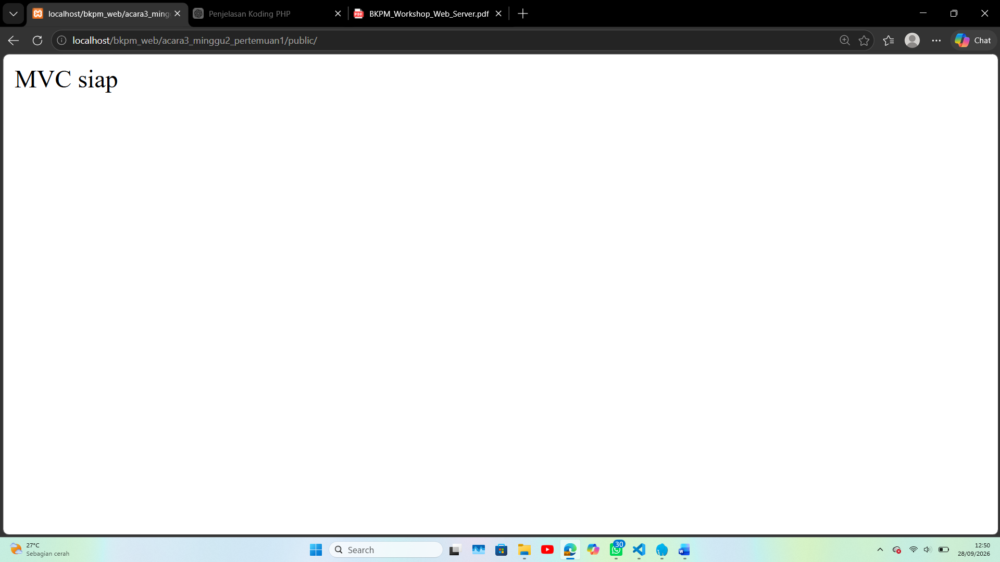 localhost/bkpm_web/acara3_ming
Penjelasan Koding PHP
BKPM_Workshop_Web_Server.pdf
localhost/bkpm_web/acara3_minggu2_pertemuan1/public/
Chat
MVC siap
27°C
Sebagian cerah
Search
30
12:50
28/09/2026